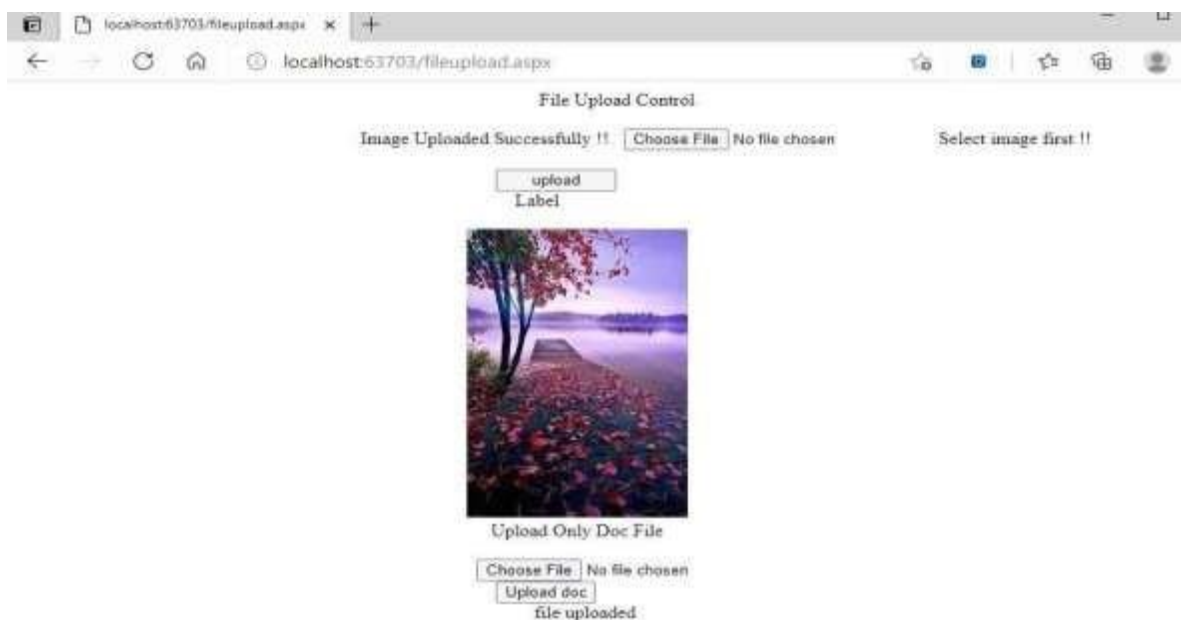 localhost:63703/fileupload.aspx
localhost:63703/fileupload.aspx
File Upload Control
Image Uploaded Successfully !! Choose File No file chosen Select image first !!
upload
Label
Upload Only Doc File
Choose File No file chosen
Upload doc
file uploaded